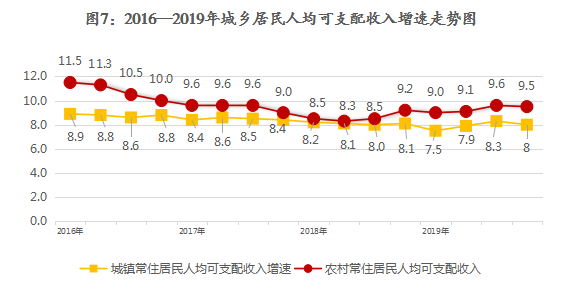 图7：2016—2019年城乡居民人均可支配收入增速走势图
11.5 11.3 10.5 10.0 9.6 9.6 9.6 9.0 8.5 8.3 8.5 9.2 9.0 9.1 9.6 9.5
12.0
10.0
8.0
6.0
4.0
2.0
0.0
8.9 8.8 8.6 8.8 8.4 8.6 8.5 8.4 8.2 8.1 8.0 8.1 7.5 7.9 8.3 8
2016年 2017年 2018年 2019年
城镇常住居民人均可支配收入增速 农村常住居民人均可支配收入